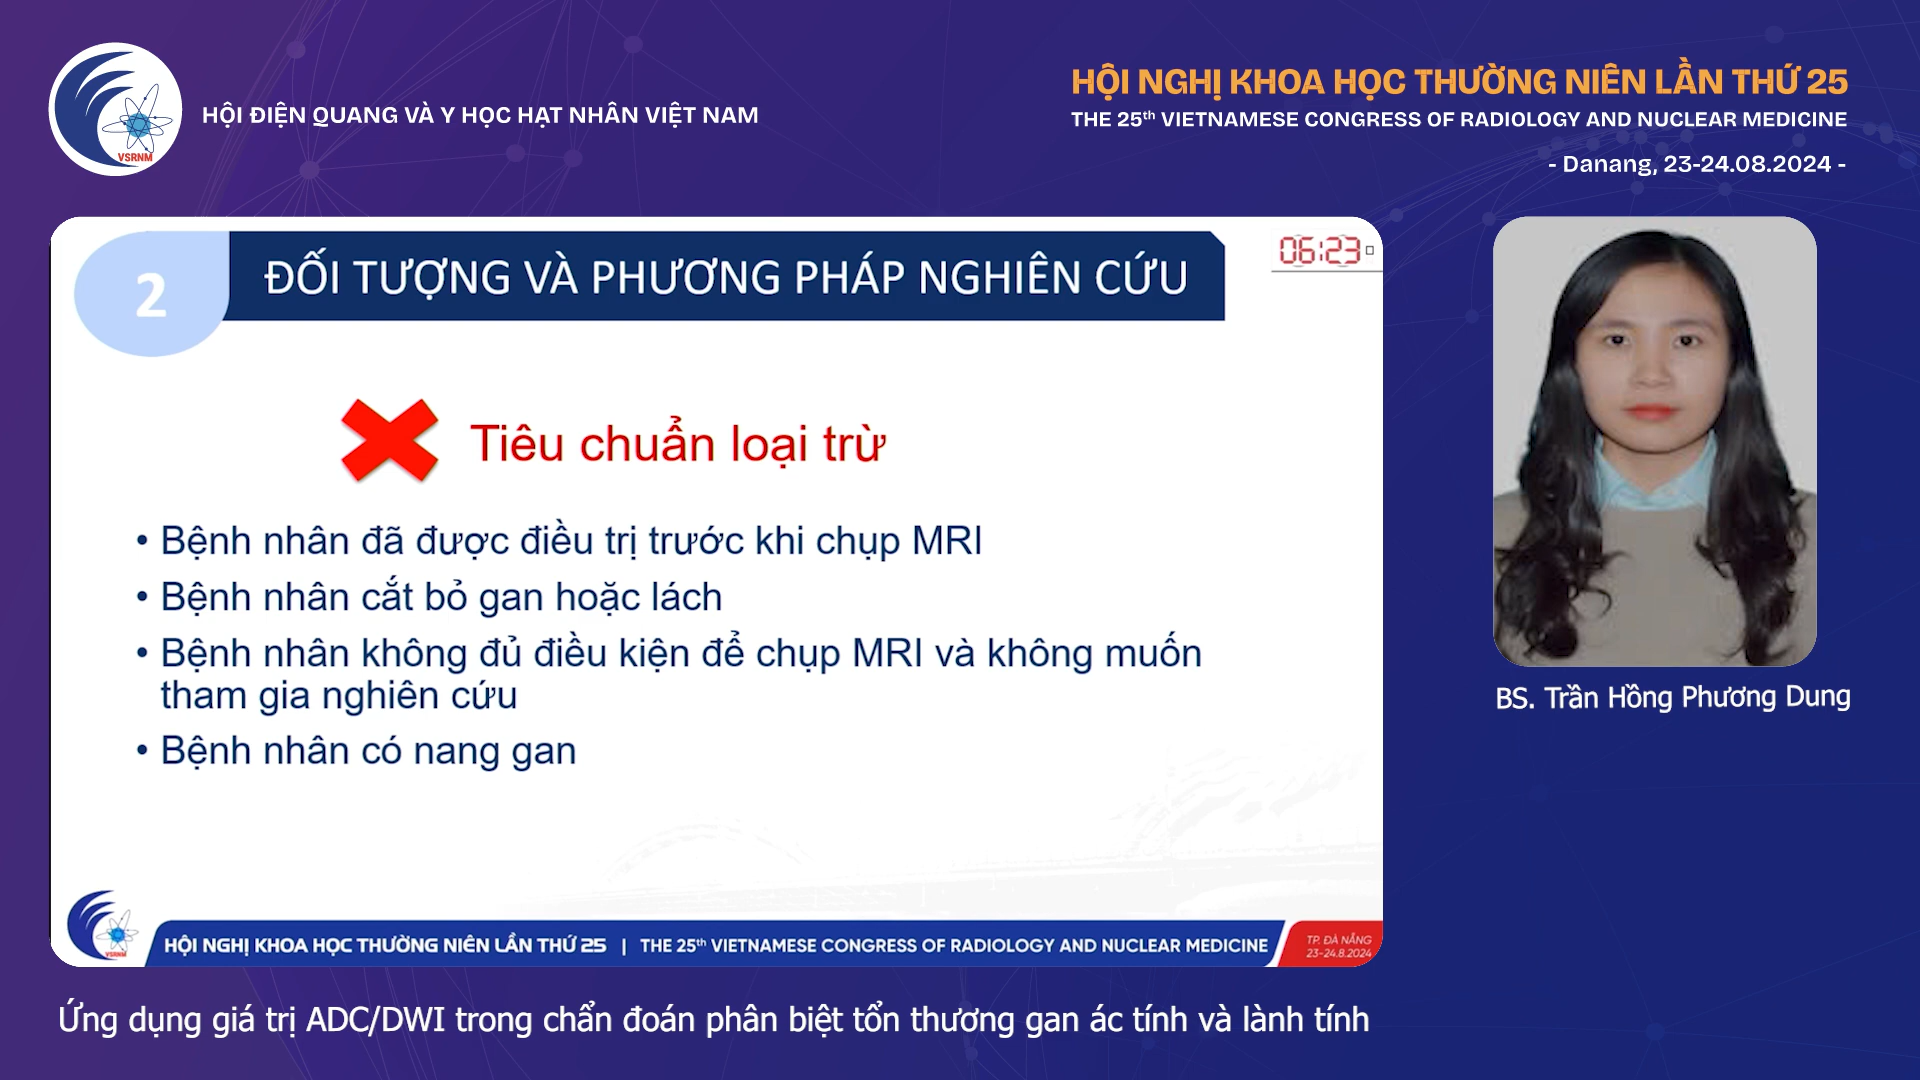 VSRNM
HỘI ĐIỆN QUANG VÀ Y HỌC HẠT NHÂN VIỆT NAM
HỘI NGHỊ KHOA HỌC THƯỜNG NIÊN LẦN THỨ 25
THE 25th VIETNAMESE CONGRESS OF RADIOLOGY AND NUCLEAR MEDICINE
- Danang, 23-24.08.2024 -
2
ĐỐI TƯỢNG VÀ PHƯƠNG PHÁP NGHIÊN CỨU
06:23
Tiêu chuẩn loại trừ
• Bệnh nhân đã được điều trị trước khi chụp MRI
• Bệnh nhân cắt bỏ gan hoặc lách
• Bệnh nhân không đủ điều kiện để chụp MRI và không muốn
tham gia nghiên cứu
• Bệnh nhân có nang gan
BS. Trần Hồng Phương Dung
VSRNM
HỘI NGHỊ KHOA HỌC THƯỜNG NIÊN LẦN THỨ 25 | THE 25th VIETNAMESE CONGRESS OF RADIOLOGY AND NUCLEAR MEDICINE
TP. ĐÀ NẴNG
23-24.8.2024
Ứng dụng giá trị ADC/DWI trong chẩn đoán phân biệt tổn thương gan ác tính và lành tính